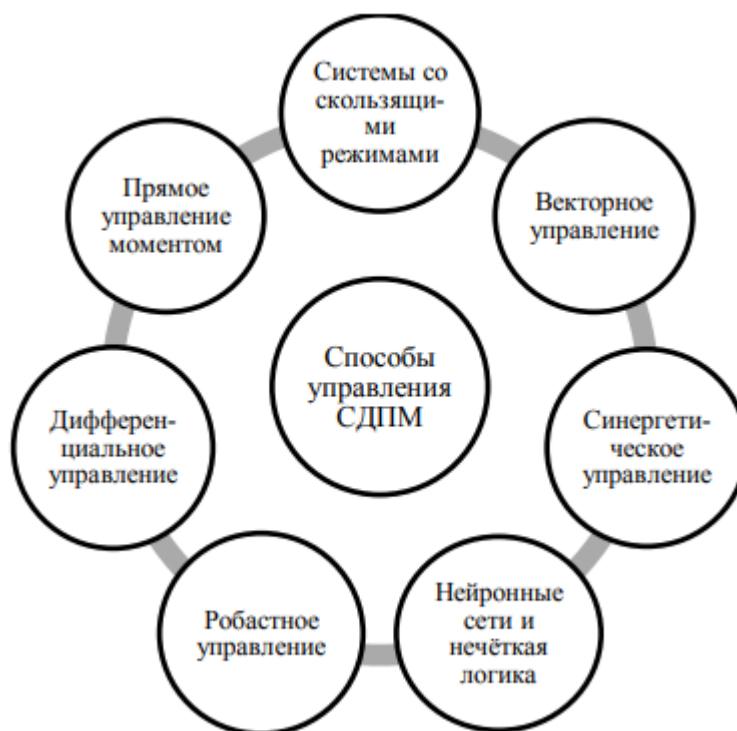 Системы со
скользящи-
ми
режимами
Векторное
управление
Синергети-
ческое
управление
Нейронные
сети и
нечёткая
логика
Робастное
управление
Дифферен-
циальное
управление
Прямое
управление
моментом
Способы
управления
СДПМ